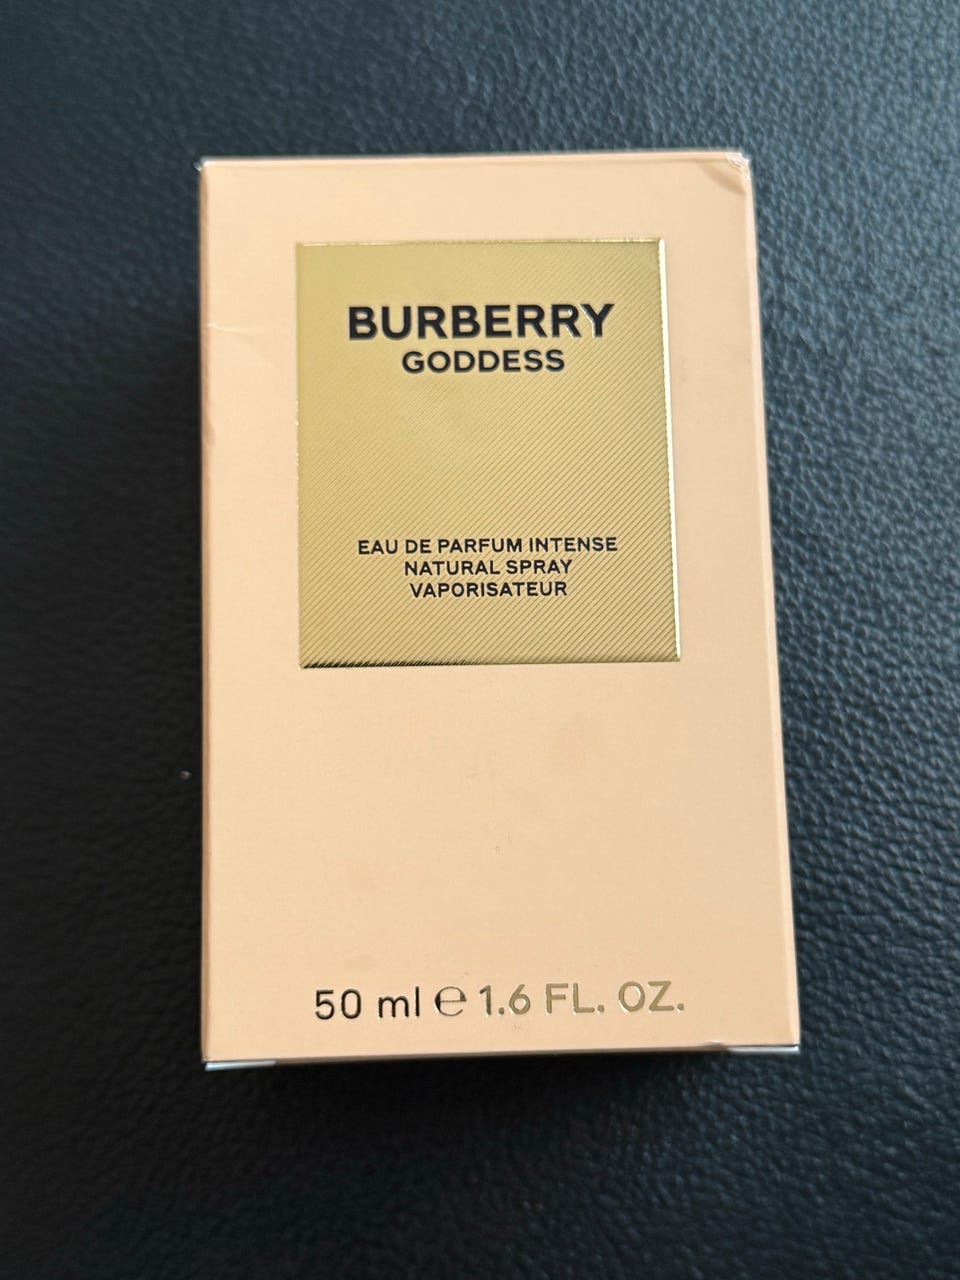 BURBERRY
GODDESS
EAU DE PARFUM INTENSE
NATURAL SPRAY
VAPORISATEUR
50 ml ℮ 1.6 FL. OZ.